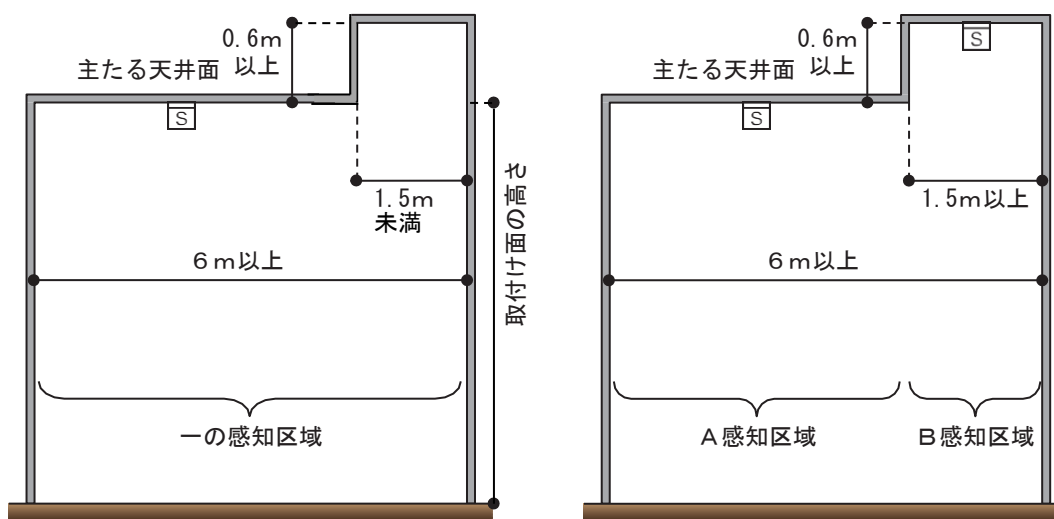 0.6m
以上
主たる天井面
S
1.5m
未満
6m以上
取付け面の高さ
一の感知区域
0.6m
以上
主たる天井面
S
S
1.5m以上
6m以上
A感知区域
B感知区域